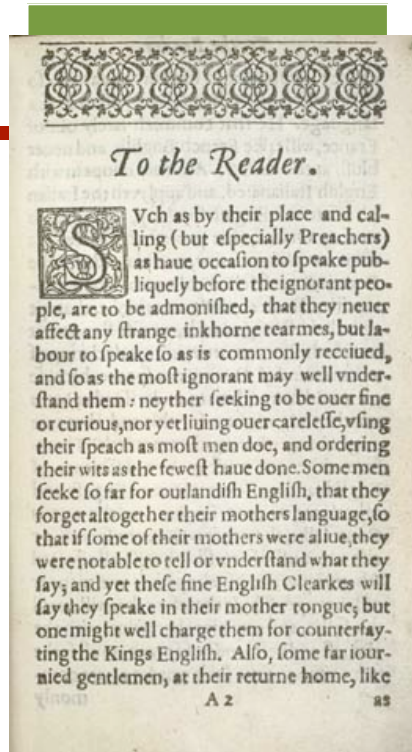 To the Reader.
SVch as by their place and cal-
ling (but eſpecially Preachers)
as haue occaſion to ſpeake pub-
liquely before the ignorant peo-
ple, are to be admoniſhed, that they neuer
affect any ſtrange inkhorne tearmes, but la-
bour to ſpeake ſo as is commonly receiued,
and ſo as the moſt ignorant may well vnder-
ſtand them: neyther ſeeking to be ouer fine
or curious, nor yet liuing ouer careleſſe, vſing
their ſpeach as moſt men doe, and ordering
their wits as the feweſt haue done. Some men
ſeeke ſo far for outlandiſh Engliſh, that they
forget altogether their mothers language, ſo
that if ſome of their mothers were aliue, they
were not able to tell or vnderſtand what they
ſay; and yet theſe fine Engliſh Clearkes will
ſay they ſpeake in their mother tongue; but
one might well charge them for counterfay-
ting the Kings Engliſh. Alſo, ſome far iour-
nied gentlemen, at their returne home, like
A 2 as